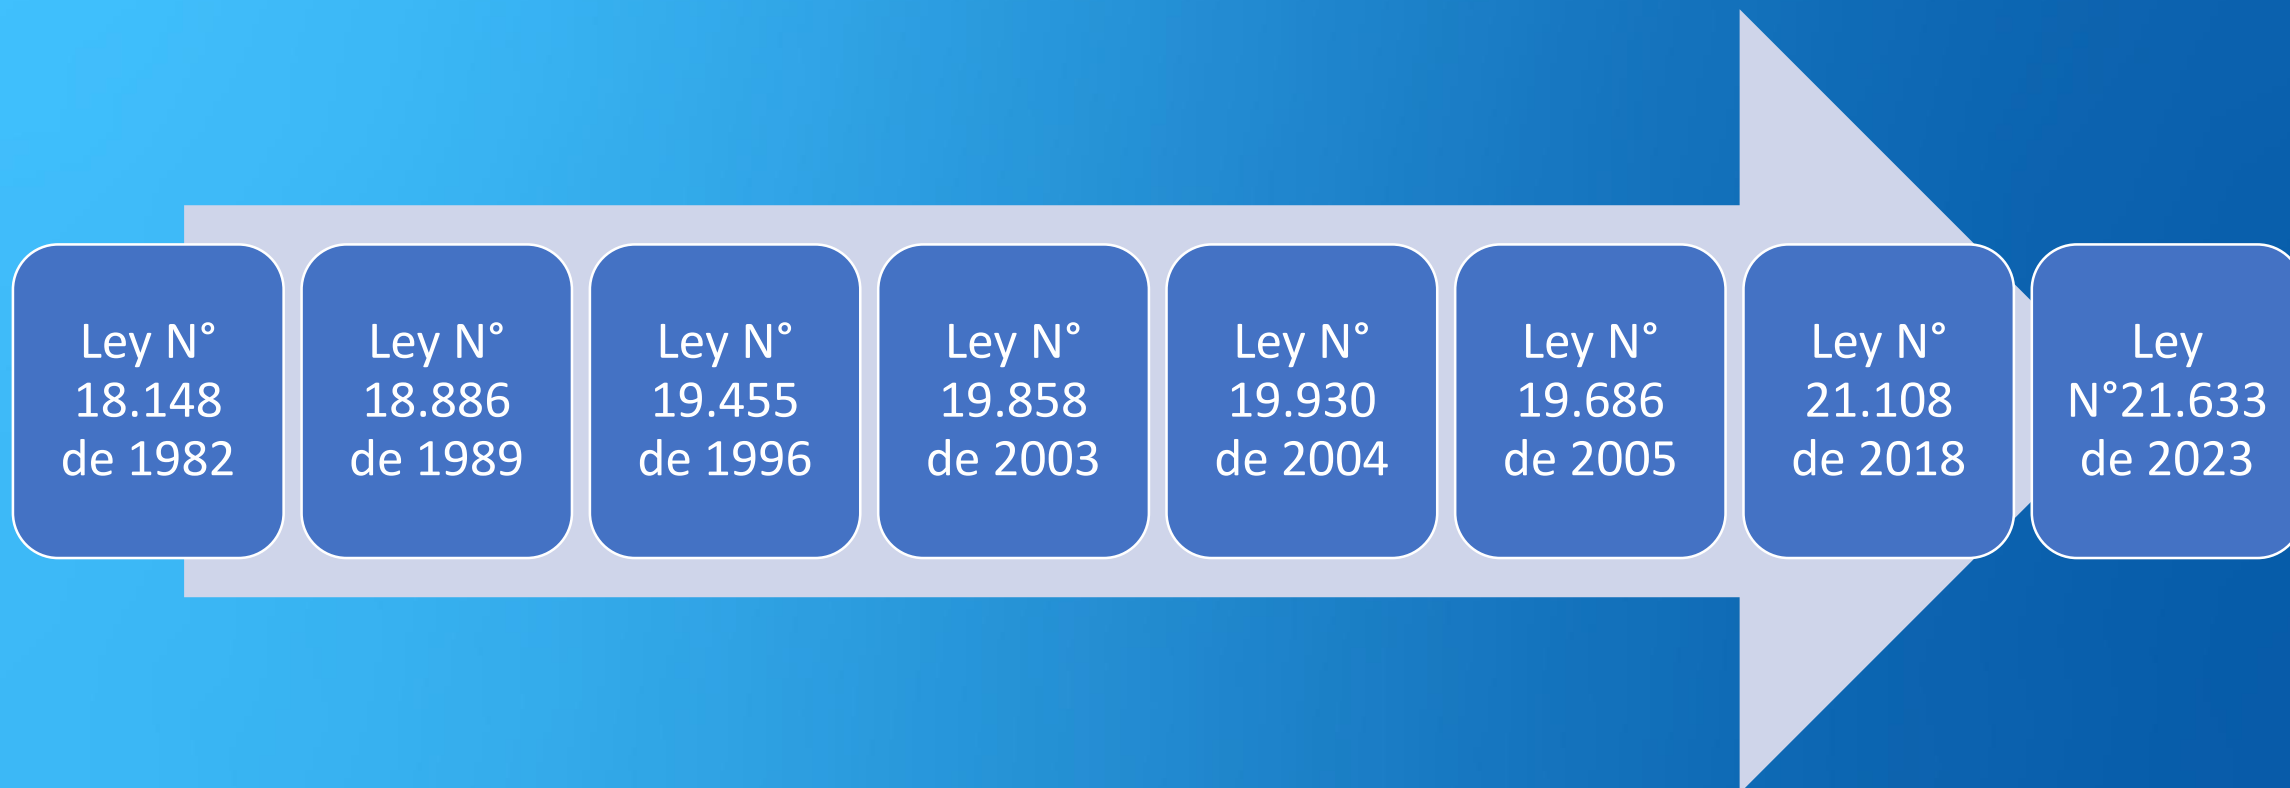 Ley N°
18.148
de 1982
Ley N°
18.886
de 1989
Ley N°
19.455
de 1996
Ley N°
19.858
de 2003
Ley N°
19.930
de 2004
Ley N°
19.686
de 2005
Ley N°
21.108
de 2018
Ley
N°21.633
de 2023